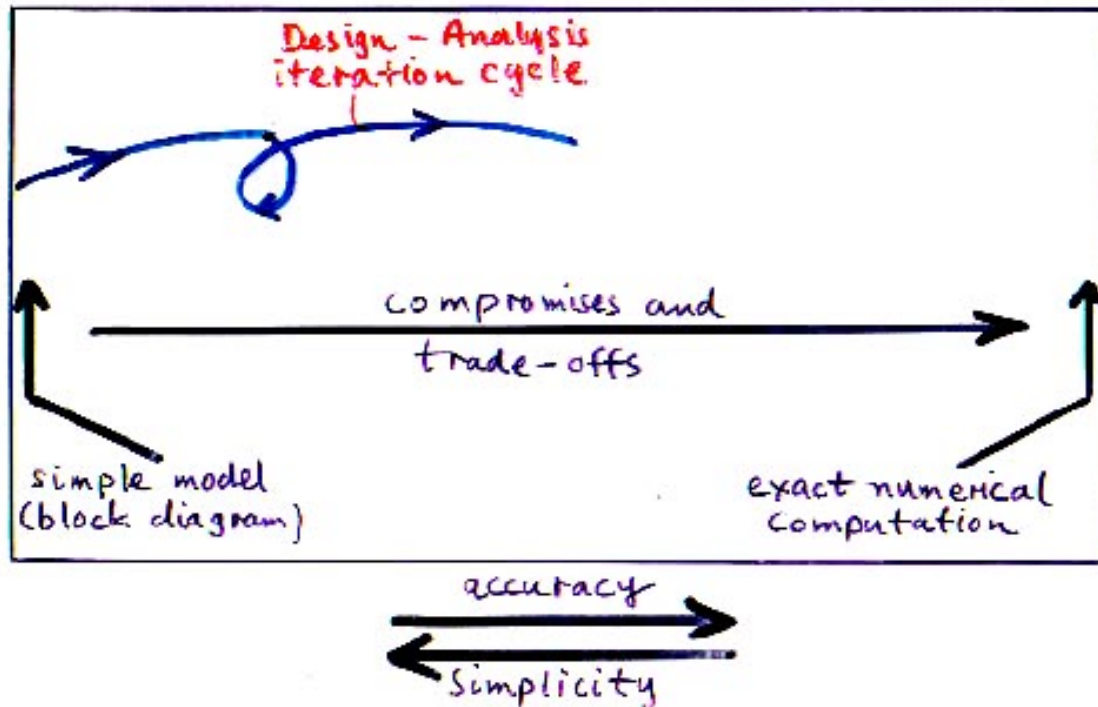 Design - Analysis
iteration cycle
compromises and
trade-offs
simple model
(block diagram)
exact numerical
computation
accuracy
Simplicity